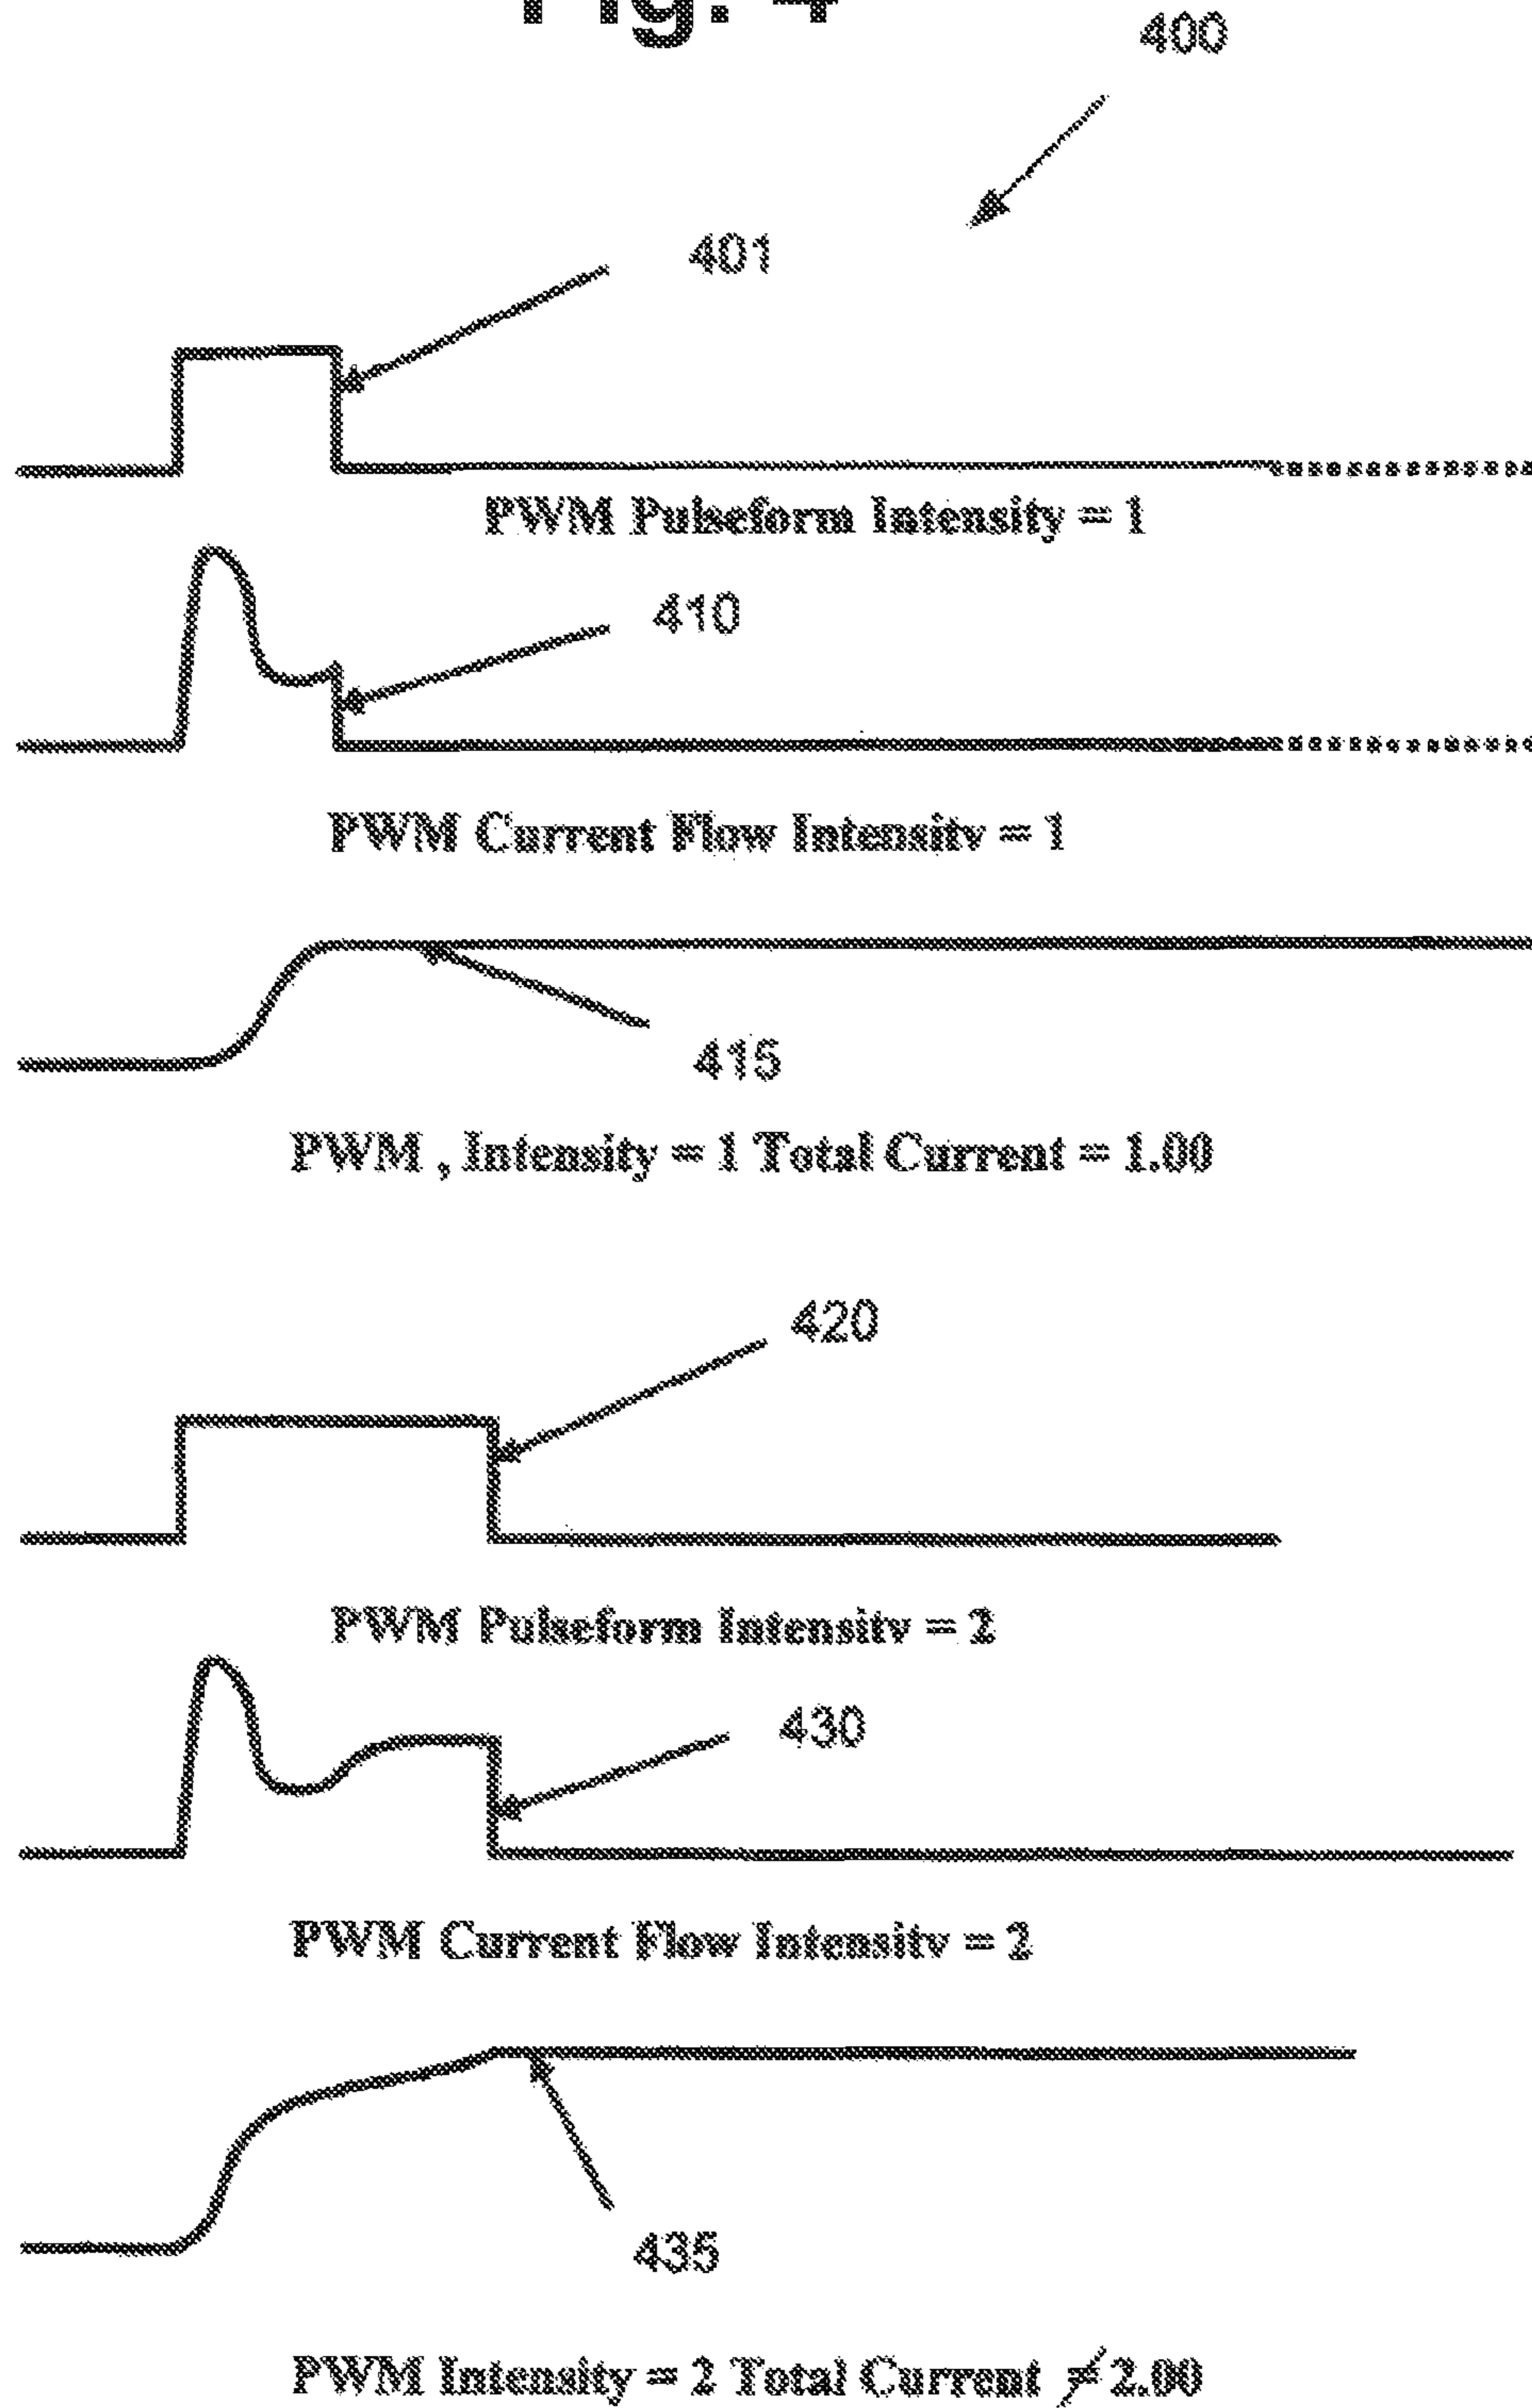 Fig. 4
400
401
PWM Pulseform Intensity = 1
410
PWM Current Flow Intensity = 1
415
PWM , Intensity = 1 Total Current = 1.00
420
PWM Pulseform Intensity = 2
430
PWM Current Flow Intensity = 2
435
PWM Intensity = 2 Total Current ≠ 2.00